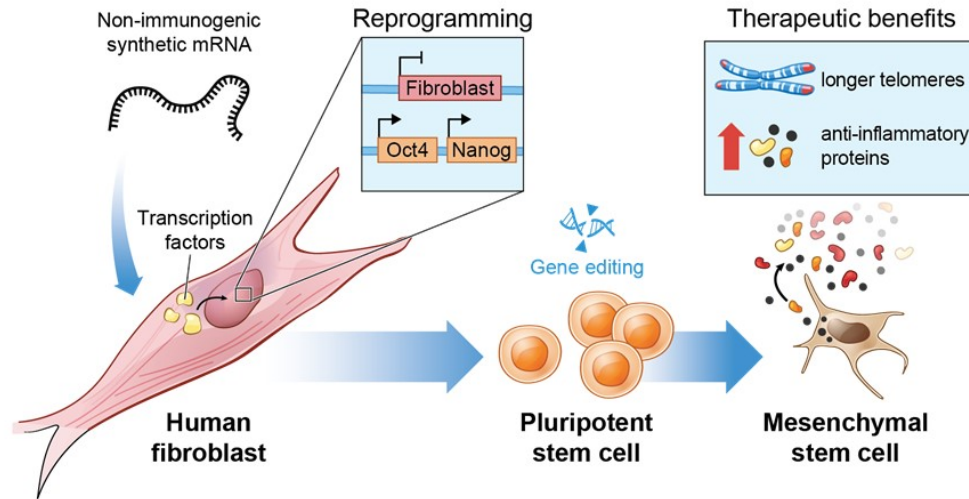 Non-immunogenic
synthetic mRNA
Reprogramming
Fibroblast
Oct4
Nanog
Therapeutic benefits
longer telomeres
anti-inflammatory
proteins
Transcription
factors
Gene editing
Human
fibroblast
Pluripotent
stem cell
Mesenchymal
stem cell